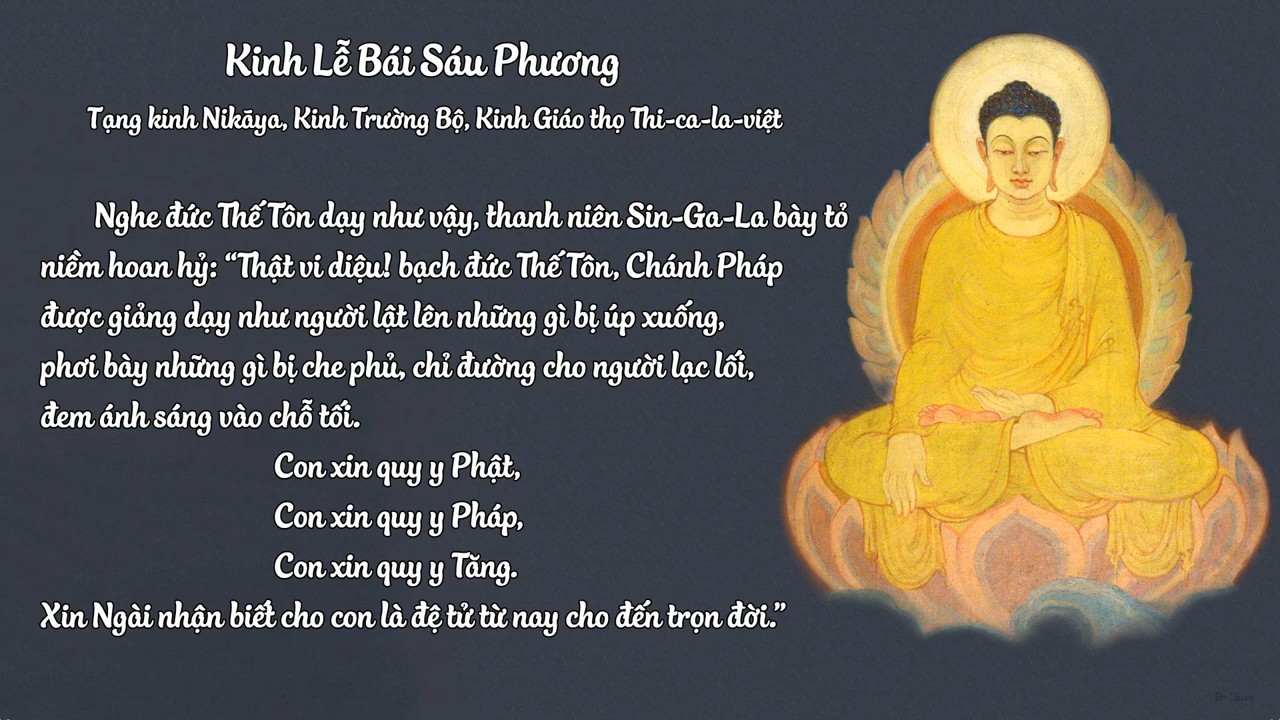 Kinh Lễ Bái Sáu Phương
Tạng kinh Nikāya, Kinh Trường Bộ, Kinh Giáo thọ Thi-ca-la-việt
Nghe đức Thế Tôn dạy như vậy, thanh niên Sin-Ga-La bày tỏ
niềm hoan hỷ: “Thật vi diệu! bạch đức Thế Tôn, Chánh Pháp
được giảng dạy như người lật lên những gì bị úp xuống,
phơi bày những gì bị che phủ, chỉ đường cho người lạc lối,
đem ánh sáng vào chỗ tối.
Con xin quy y Phật,
Con xin quy y Pháp,
Con xin quy y Tăng.
Xin Ngài nhận biết cho con là đệ tử từ nay cho đến trọn đời.”